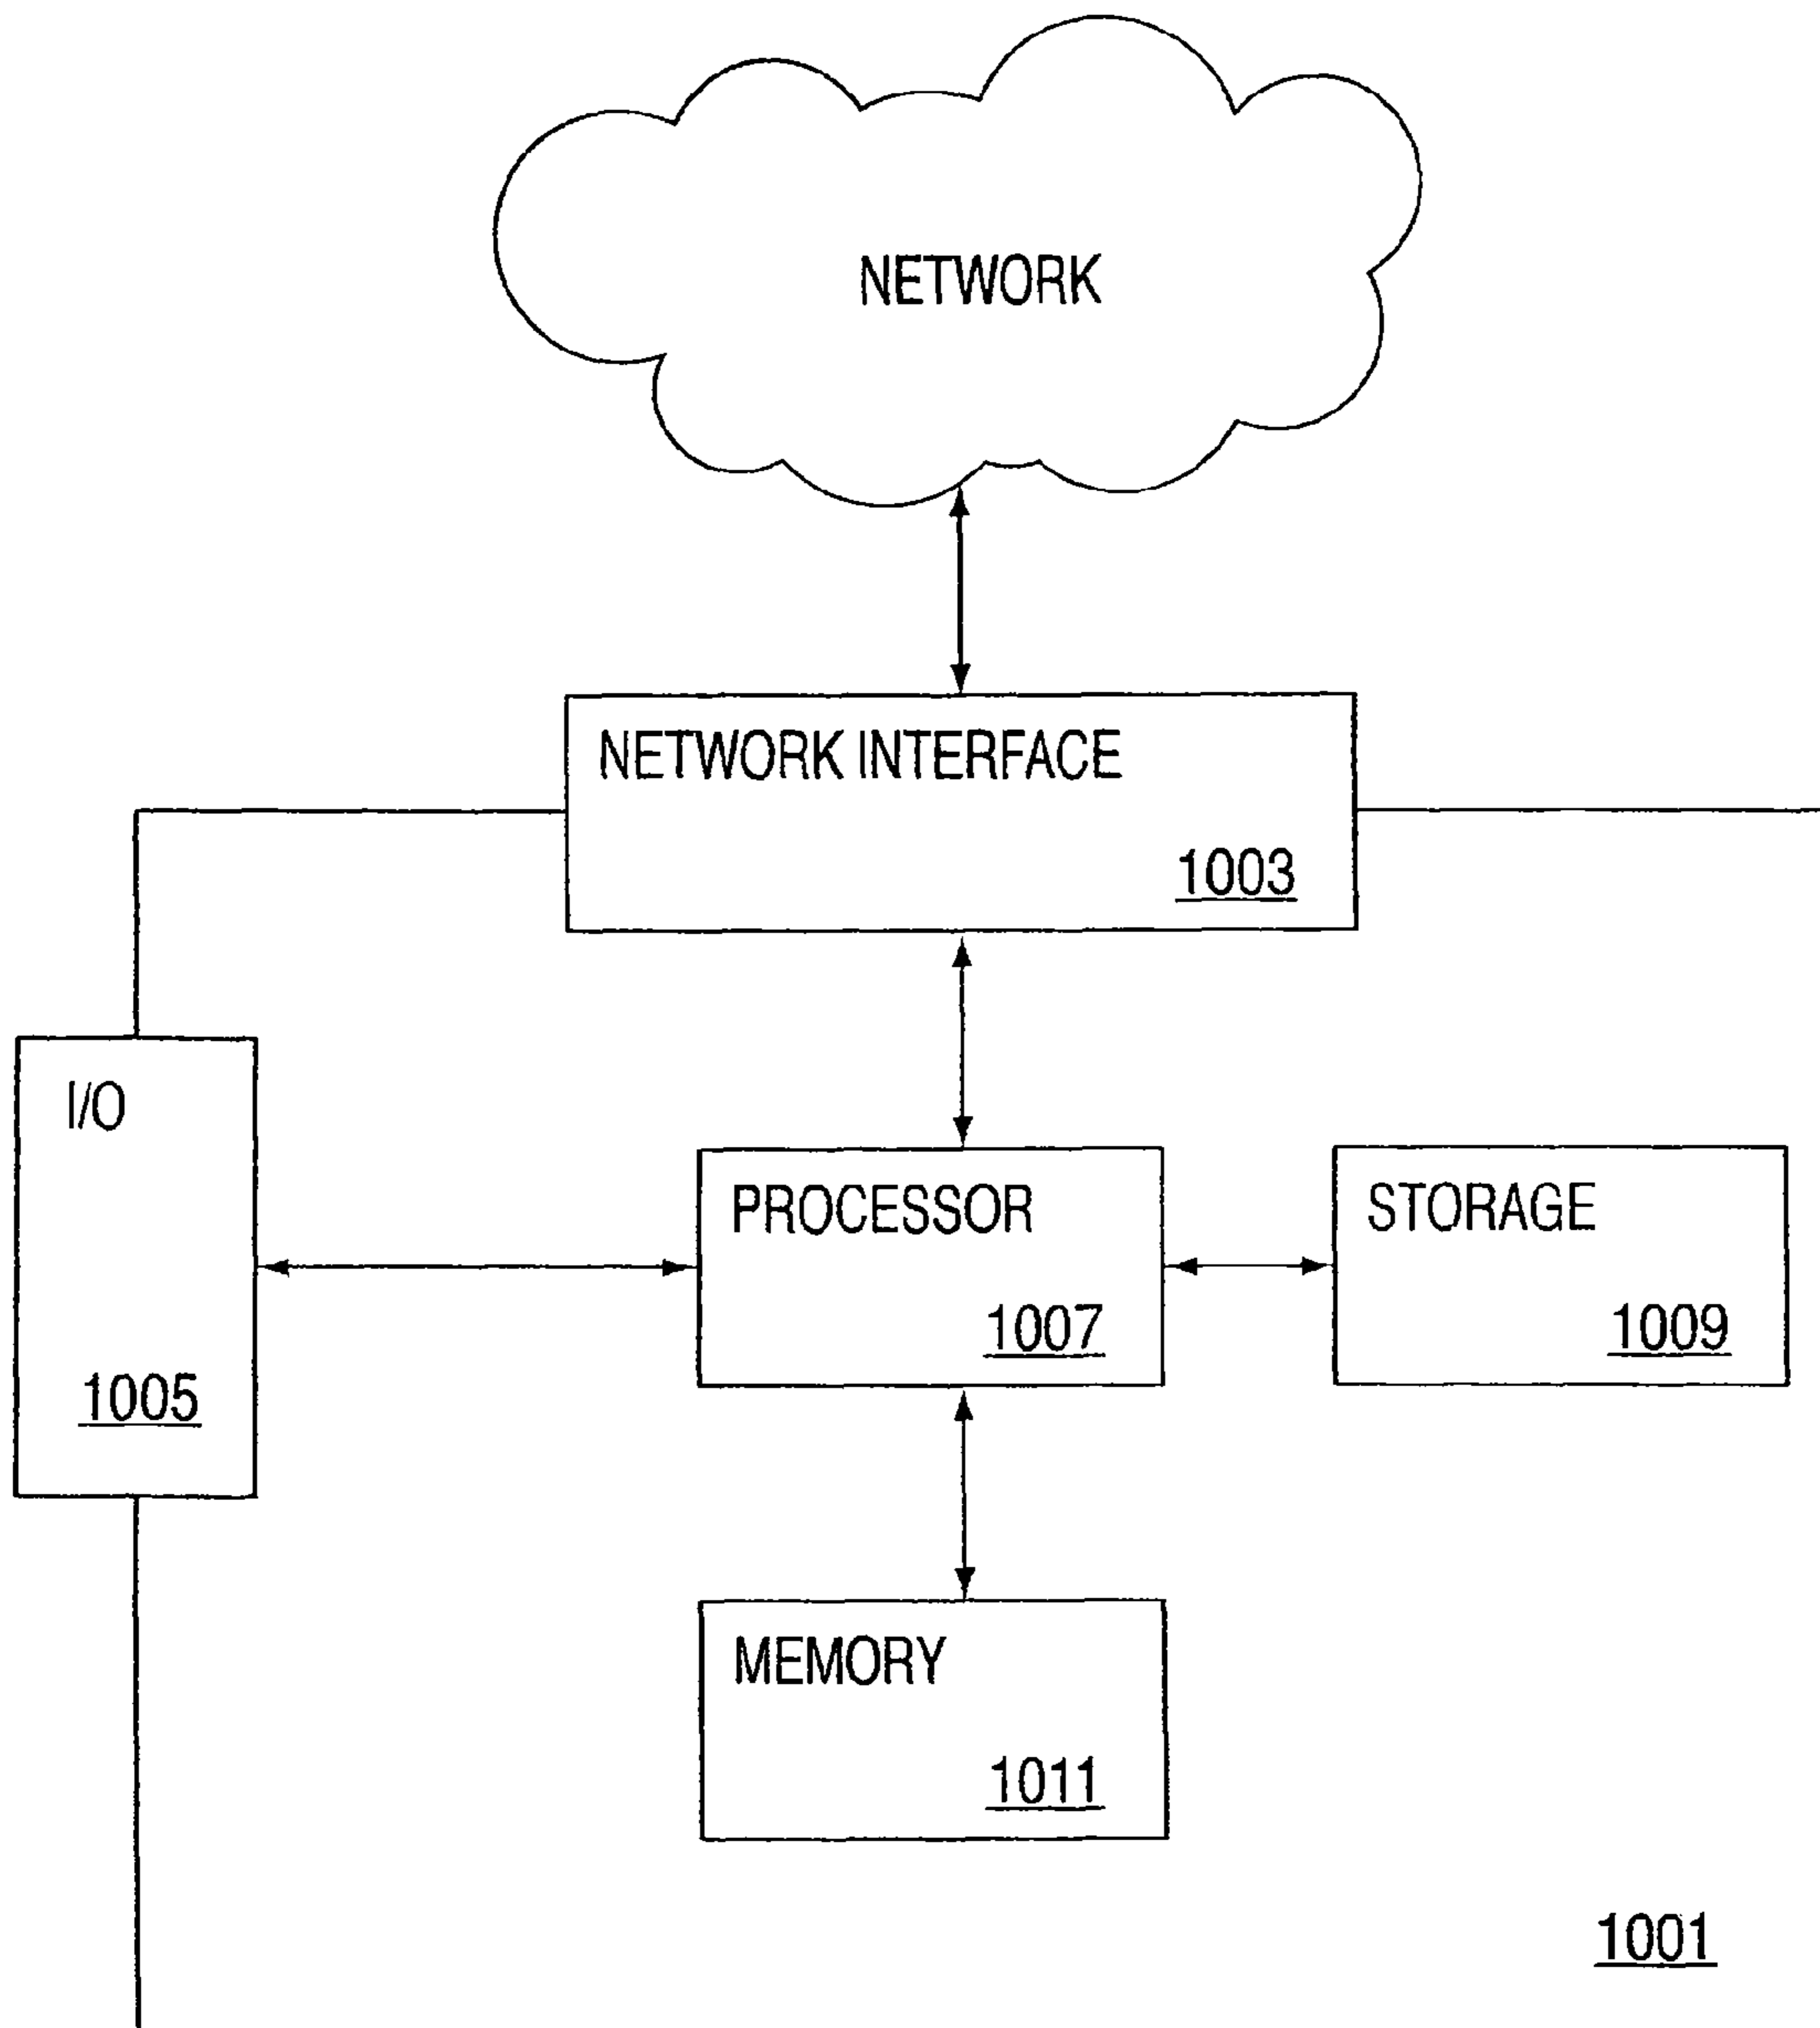 NETWORK
NETWORK INTERFACE
1003
I/O
1005
PROCESSOR
1007
STORAGE
1009
MEMORY
1011
1001